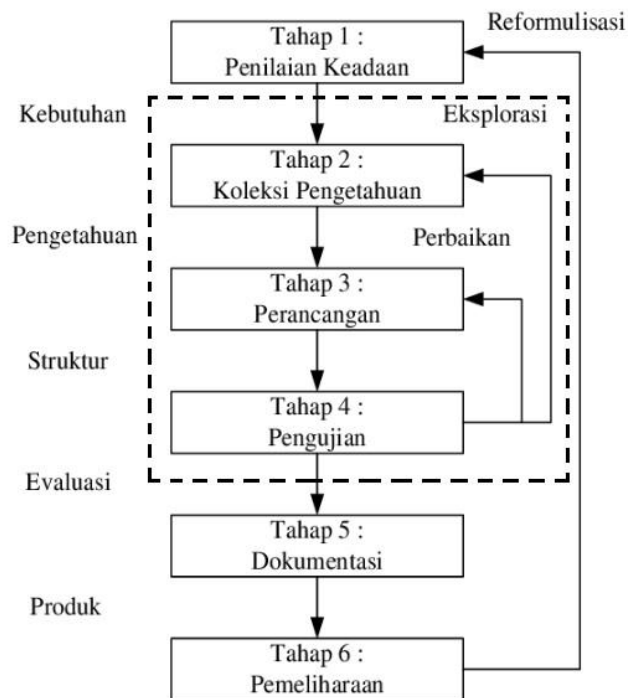 Reformulisasi
Tahap 1 :
Penilaian Keadaan
Kebutuhan
Eksplorasi
Tahap 2 :
Koleksi Pengetahuan
Pengetahuan
Perbaikan
Tahap 3 :
Perancangan
Struktur
Tahap 4 :
Pengujian
Evaluasi
Tahap 5 :
Dokumentasi
Produk
Tahap 6 :
Pemeliharaan